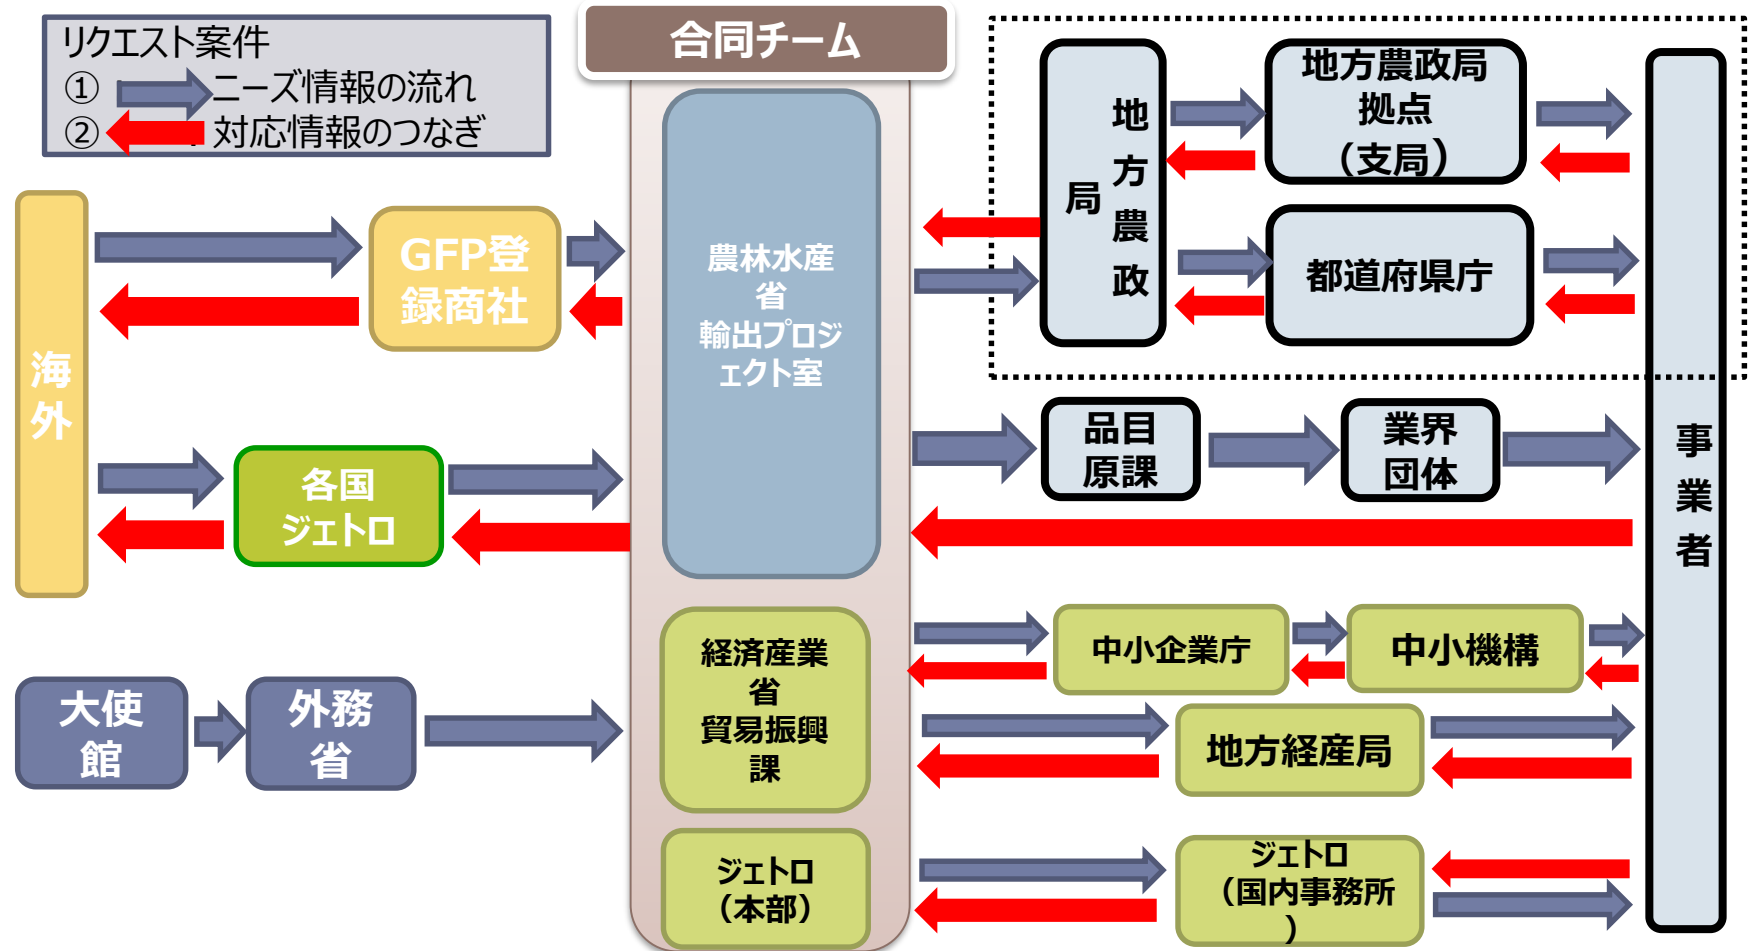 リクエスト案件
① ニーズ情報の流れ
② 対応情報のつなぎ
合同チーム
海
外
GFP登
録商社
各国
ジェトロ
大使
館
外務
省
農林水産
省
輸出プロジ
ェクト室
経済産業
省
貿易振興
課
ジェトロ
（本部）
地方農政
局
地方農政局
拠点
（支局）
都道府県庁
品目
原課
業界
団体
中小企業庁
中小機構
地方経産局
ジェトロ
（国内事務所
）
事業者